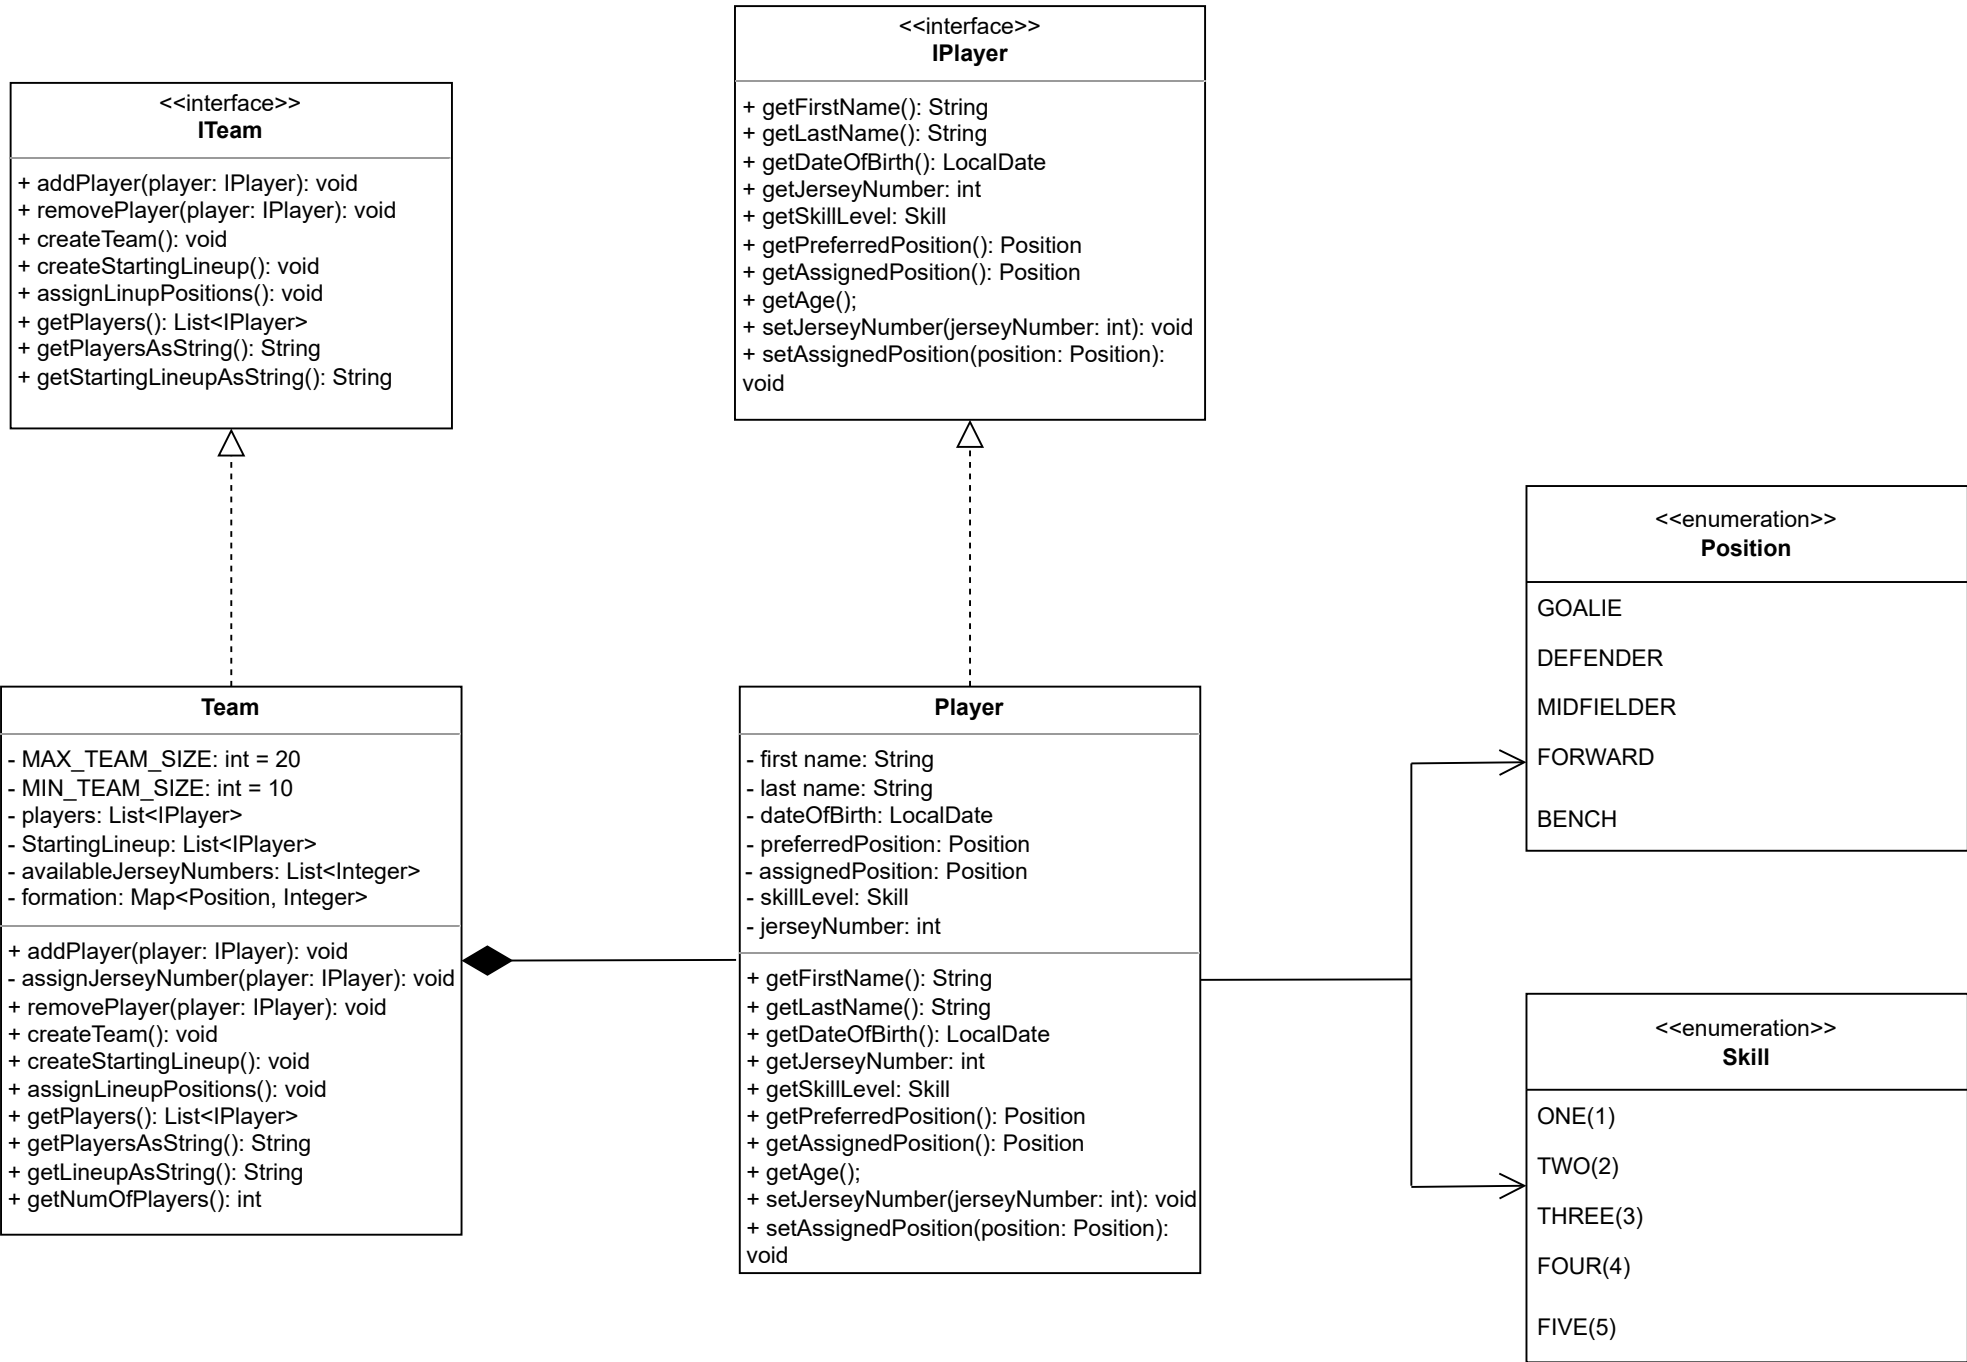 <<interface>>
IPlayer
+ getFirstName(): String
+ getLastName(): String
+ getDateOfBirth(): LocalDate
+ getJerseyNumber: int
+ getSkillLevel: Skill
+ getPreferredPosition(): Position
+ getAssignedPosition(): Position
+ getAge();
+ setJerseyNumber(jerseyNumber: int): void
+ setAssignedPosition(position: Position):
void
<<interface>>
ITeam
+ addPlayer(player: IPlayer): void
+ removePlayer(player: IPlayer): void
+ createTeam(): void
+ createStartingLineup(): void
+ assignLinupPositions(): void
+ getPlayers(): List<IPlayer>
+ getPlayersAsString(): String
+ getStartingLineupAsString(): String
Team
- MAX_TEAM_SIZE: int = 20
- MIN_TEAM_SIZE: int = 10
- players: List<IPlayer>
- StartingLineup: List<IPlayer>
- availableJerseyNumbers: List<Integer>
- formation: Map<Position, Integer>
+ addPlayer(player: IPlayer): void
- assignJerseyNumber(player: IPlayer): void
+ removePlayer(player: IPlayer): void
+ createTeam(): void
+ createStartingLineup(): void
+ assignLineupPositions(): void
+ getPlayers(): List<IPlayer>
+ getPlayersAsString(): String
+ getLineupAsString(): String
+ getNumOfPlayers(): int
Player
- first name: String
- last name: String
- dateOfBirth: LocalDate
- preferredPosition: Position
- assignedPosition: Position
- skillLevel: Skill
- jerseyNumber: int
+ getFirstName(): String
+ getLastName(): String
+ getDateOfBirth(): LocalDate
+ getJerseyNumber: int
+ getSkillLevel: Skill
+ getPreferredPosition(): Position
+ getAssignedPosition(): Position
+ getAge();
+ setJerseyNumber(jerseyNumber: int): void
+ setAssignedPosition(position: Position):
void
<<enumeration>>
Position
GOALIE
DEFENDER
MIDFIELDER
FORWARD
BENCH
<<enumeration>>
Skill
ONE(1)
TWO(2)
THREE(3)
FOUR(4)
FIVE(5)